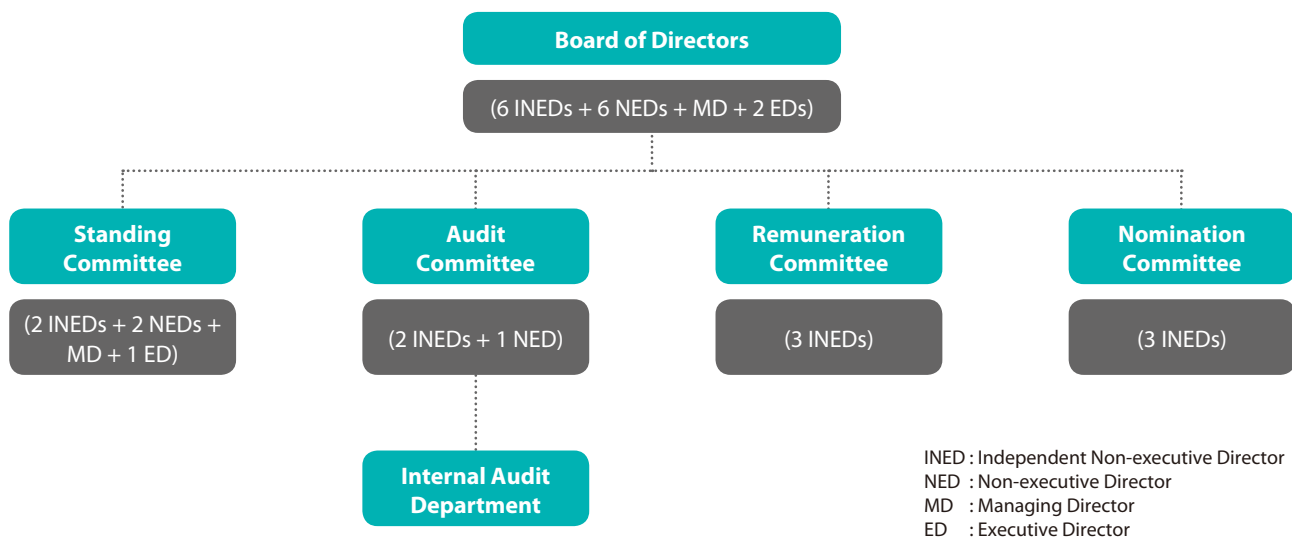 Board of Directors
(6 INEDs + 6 NEDs + MD + 2 EDs)
Standing
Committee
(2 INEDs + 2 NEDs +
MD + 1 ED)
Audit
Committee
(2 INEDs + 1 NED)
Remuneration
Committee
(3 INEDs)
Nomination
Committee
(3 INEDs)
Internal Audit
Department
INED : Independent Non-executive Director
NED : Non-executive Director
MD : Managing Director
ED : Executive Director